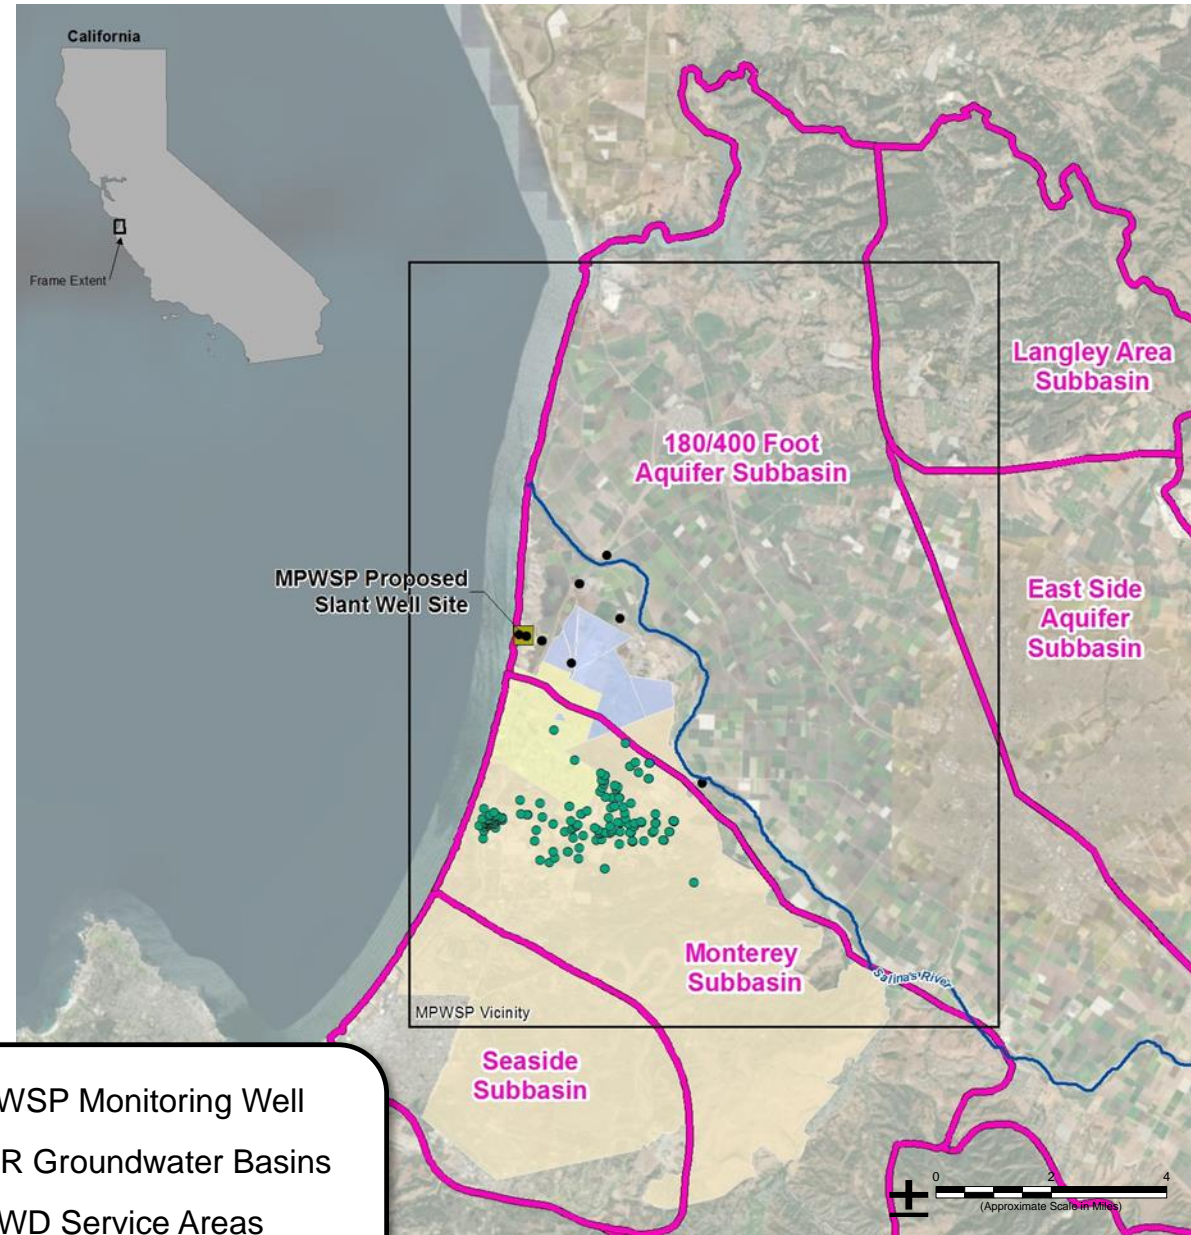 California
Frame Extent
Langley Area
Subbasin
180/400 Foot
Aquifer Subbasin
MPWSP Proposed
Slant Well Site
East Side
Aquifer
Subbasin
Monterey
Subbasin
Salinas River
MPWSP Vicinity
Seaside
Subbasin
WSP Monitoring Well
R Groundwater Basins
WD Service Areas
0 2 4
(Approximate Scale in Miles)